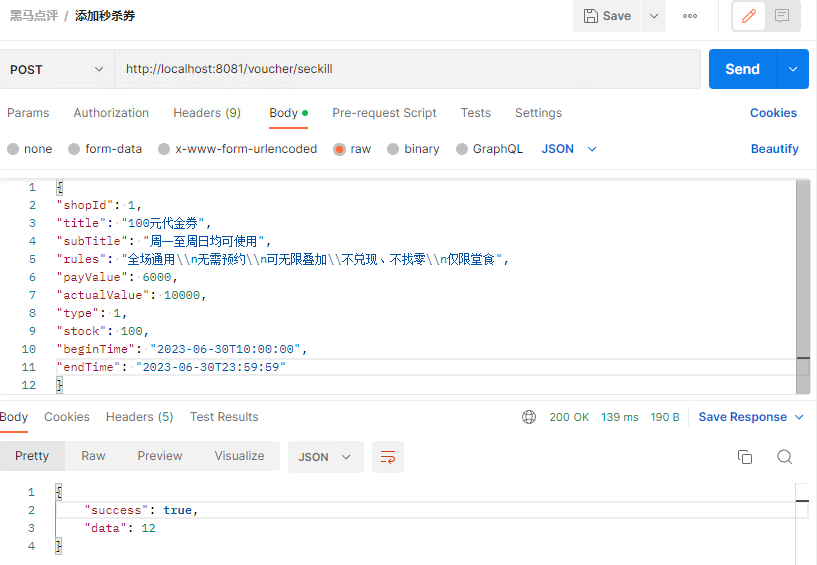 黑马点评 / 添加秒杀券
Save
POST http://localhost:8081/voucher/seckill Send
Params Authorization Headers (9) Body Pre-request Script Tests Settings Cookies
none form-data x-www-form-urlencoded raw binary GraphQL JSON Beautify
1 {
2 "shopId": 1,
3 "title": "100元代金券",
4 "subTitle": "周一至周日均可使用",
5 "rules": "全场通用\\n无需预约\\n可无限叠加\\不兑现、不找零\\n仅限堂食",
6 "payValue": 6000,
7 "actualValue": 10000,
8 "type": 1,
9 "stock": 100,
10 "beginTime": "2023-06-30T10:00:00",
11 "endTime": "2023-06-30T23:59:59"
12 }
Body Cookies Headers (5) Test Results 200 OK 139 ms 190 B Save Response
Pretty Raw Preview Visualize JSON
1 {
2 "success": true,
3 "data": 12
4 }